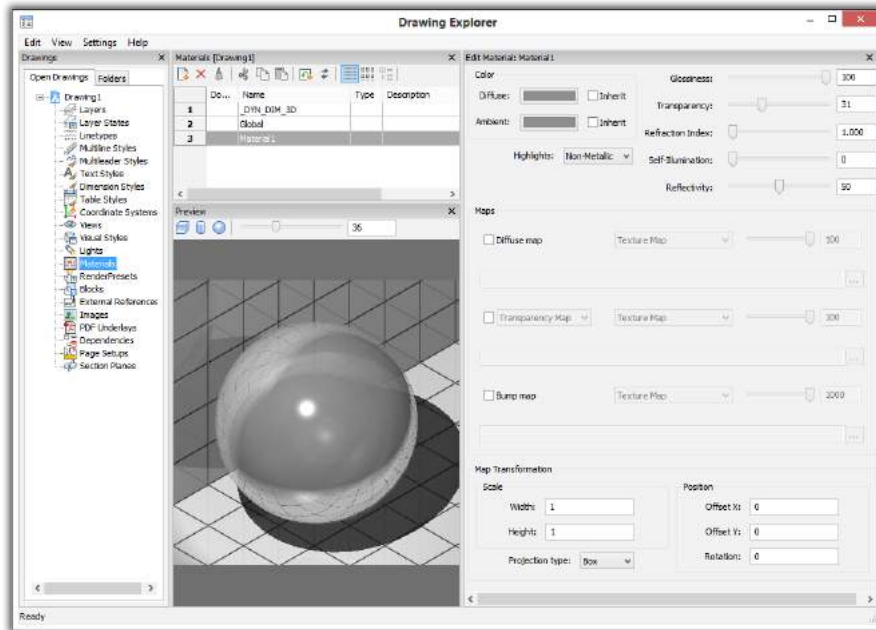 Drawing Explorer
Edit View Settings Help
Drawings
Open Drawings Folders
Drawing1
Layers
Layer States
Linetypes
Multiline Styles
Multileader Styles
Text Styles
Dimension Styles
Table Styles
Coordinate Systems
Views
Visual Styles
Lights
Materials
RenderPresets
Blocks
External References
Images
PDF Underlays
Dependencies
Page Setups
Section Planes
Materials [Drawing1]
Do... Name Type Description
1 _DYN_DIM_3D
2 Global
3 Material1
Preview
36
Edit Material: Material1
Color
Diffuse: Inherit
Ambient: Inherit
Highlights: Non-Metallic
Glossiness: 100
Transparency: 31
Refraction Index: 1.000
Self-Illumination: 0
Reflectivity: 50
Maps
Diffuse map Texture Map 100
...
Transparency Map Texture Map 100
...
Bump map Texture Map 1000
...
Map Transformation
Scale
Width: 1
Height: 1
Projection type: Box
Position
Offset X: 0
Offset Y: 0
Rotation: 0
Ready